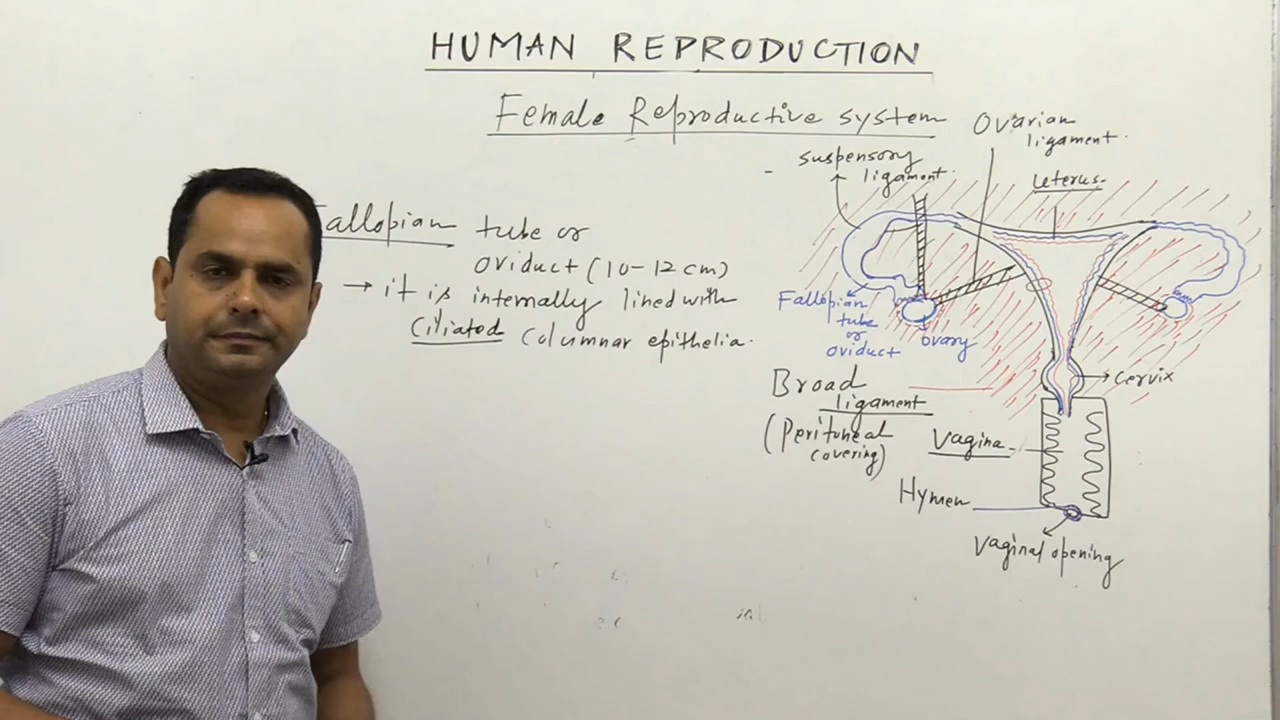 HUMAN REPRODUCTION
Female Reproductive system
Fallopian tube or
oviduct (10-12 cm)
→ it is internally lined with
ciliated columnar epithelia.
suspensory
ligament.
Ovarian
ligament.
Uterus.
Fallopian
tube
or
oviduct
ovary
Broad
ligament
(Peritoneal
covering)
Cervix
Vagina
Hymen
Vaginal opening